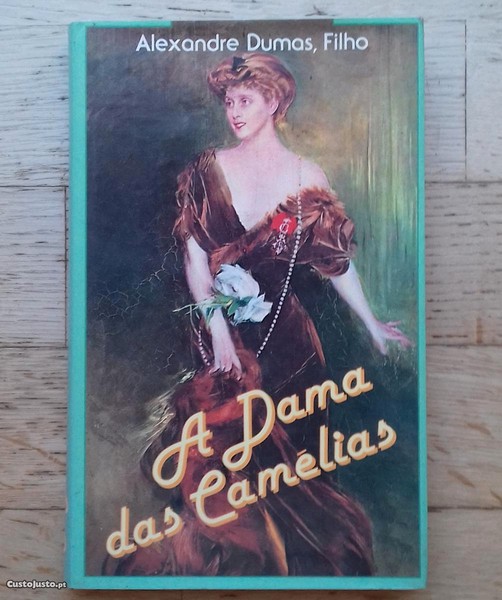 Alexandre Dumas, Filho
A Dama
das Camélias
CustoJusto.pt